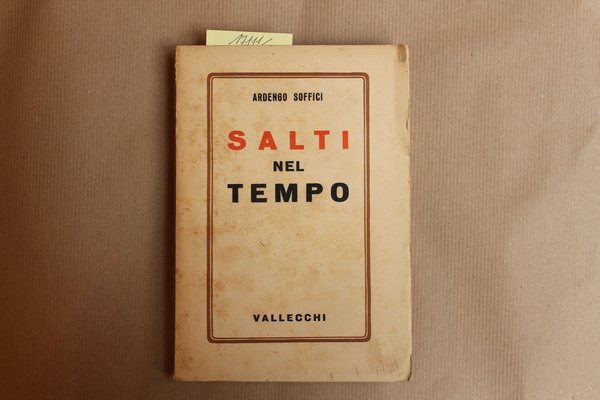 ARDENGO SOFFICI
SALTI
NEL
TEMPO
VALLECCHI